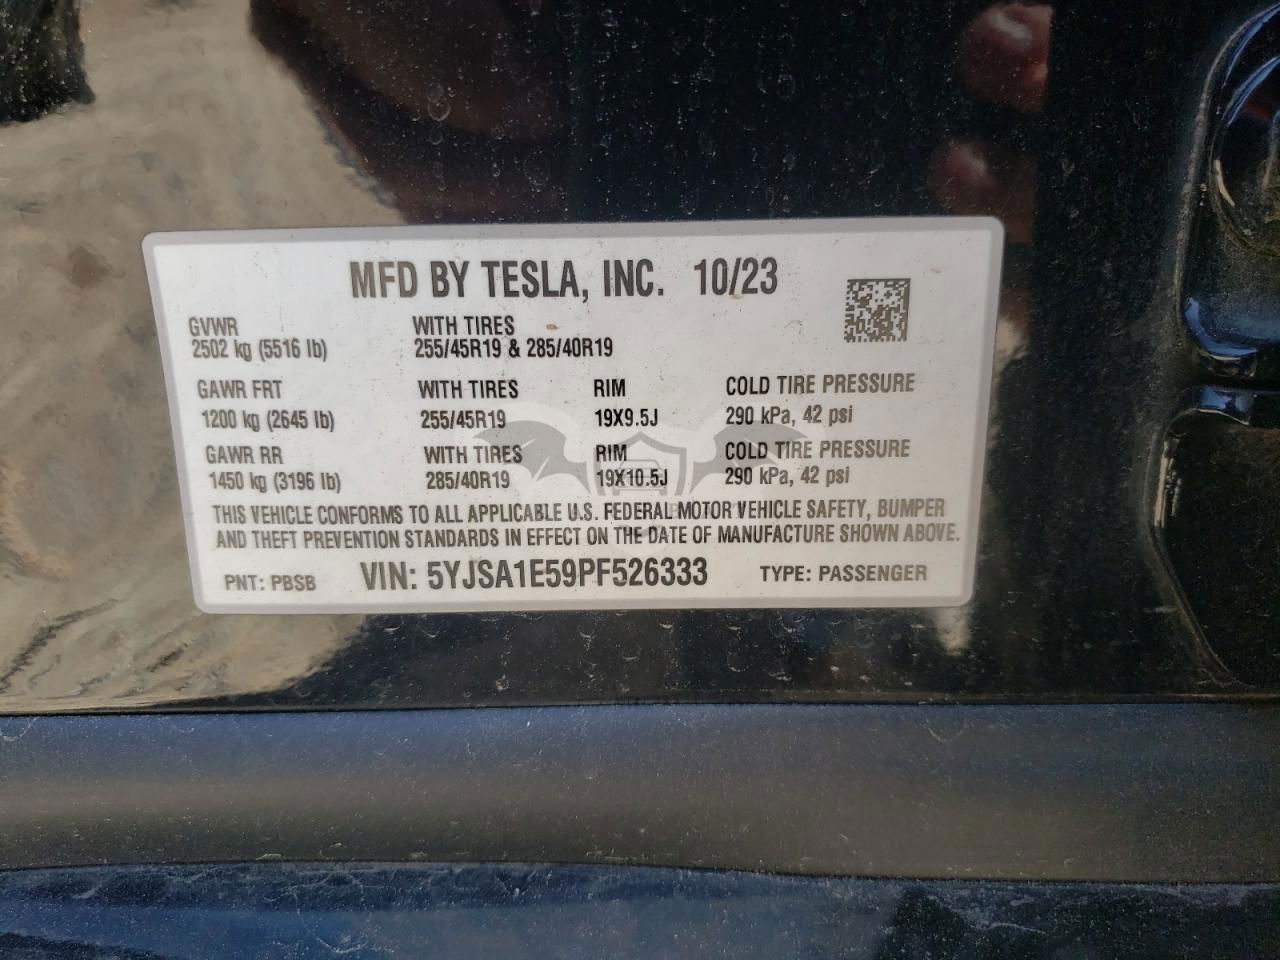 MFD BY TESLA, INC. 10/23
GVWR WITH TIRES
2502 kg (5516 lb) 255/45R19 & 285/40R19
GAWR FRT WITH TIRES RIM COLD TIRE PRESSURE
1200 kg (2645 lb) 255/45R19 19X9.5J 290 kPa, 42 psi
GAWR RR WITH TIRES RIM COLD TIRE PRESSURE
1450 kg (3196 lb) 285/40R19 19X10.5J 290 kPa, 42 psi
THIS VEHICLE CONFORMS TO ALL APPLICABLE U.S. FEDERAL MOTOR VEHICLE SAFETY, BUMPER
AND THEFT PREVENTION STANDARDS IN EFFECT ON THE DATE OF MANUFACTURE SHOWN ABOVE.
PNT: PBSB VIN: 5YJSA1E59PF526333 TYPE: PASSENGER